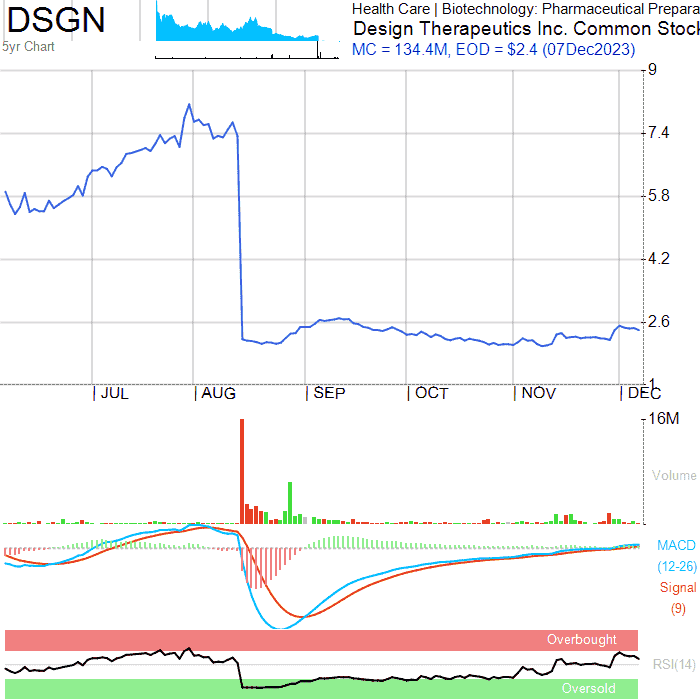 DSGN
5yr Chart
Health Care | Biotechnology: Pharmaceutical Prepara
Design Therapeutics Inc. Common Stock
MC = 134.4M, EOD = $2.4 (07Dec2023)
9
7.4
5.8
4.2
2.6
1
JUL AUG SEP OCT NOV DEC
16M
Volume
MACD
(12-26)
Signal
(9)
Overbought
RSI(14)
Oversold